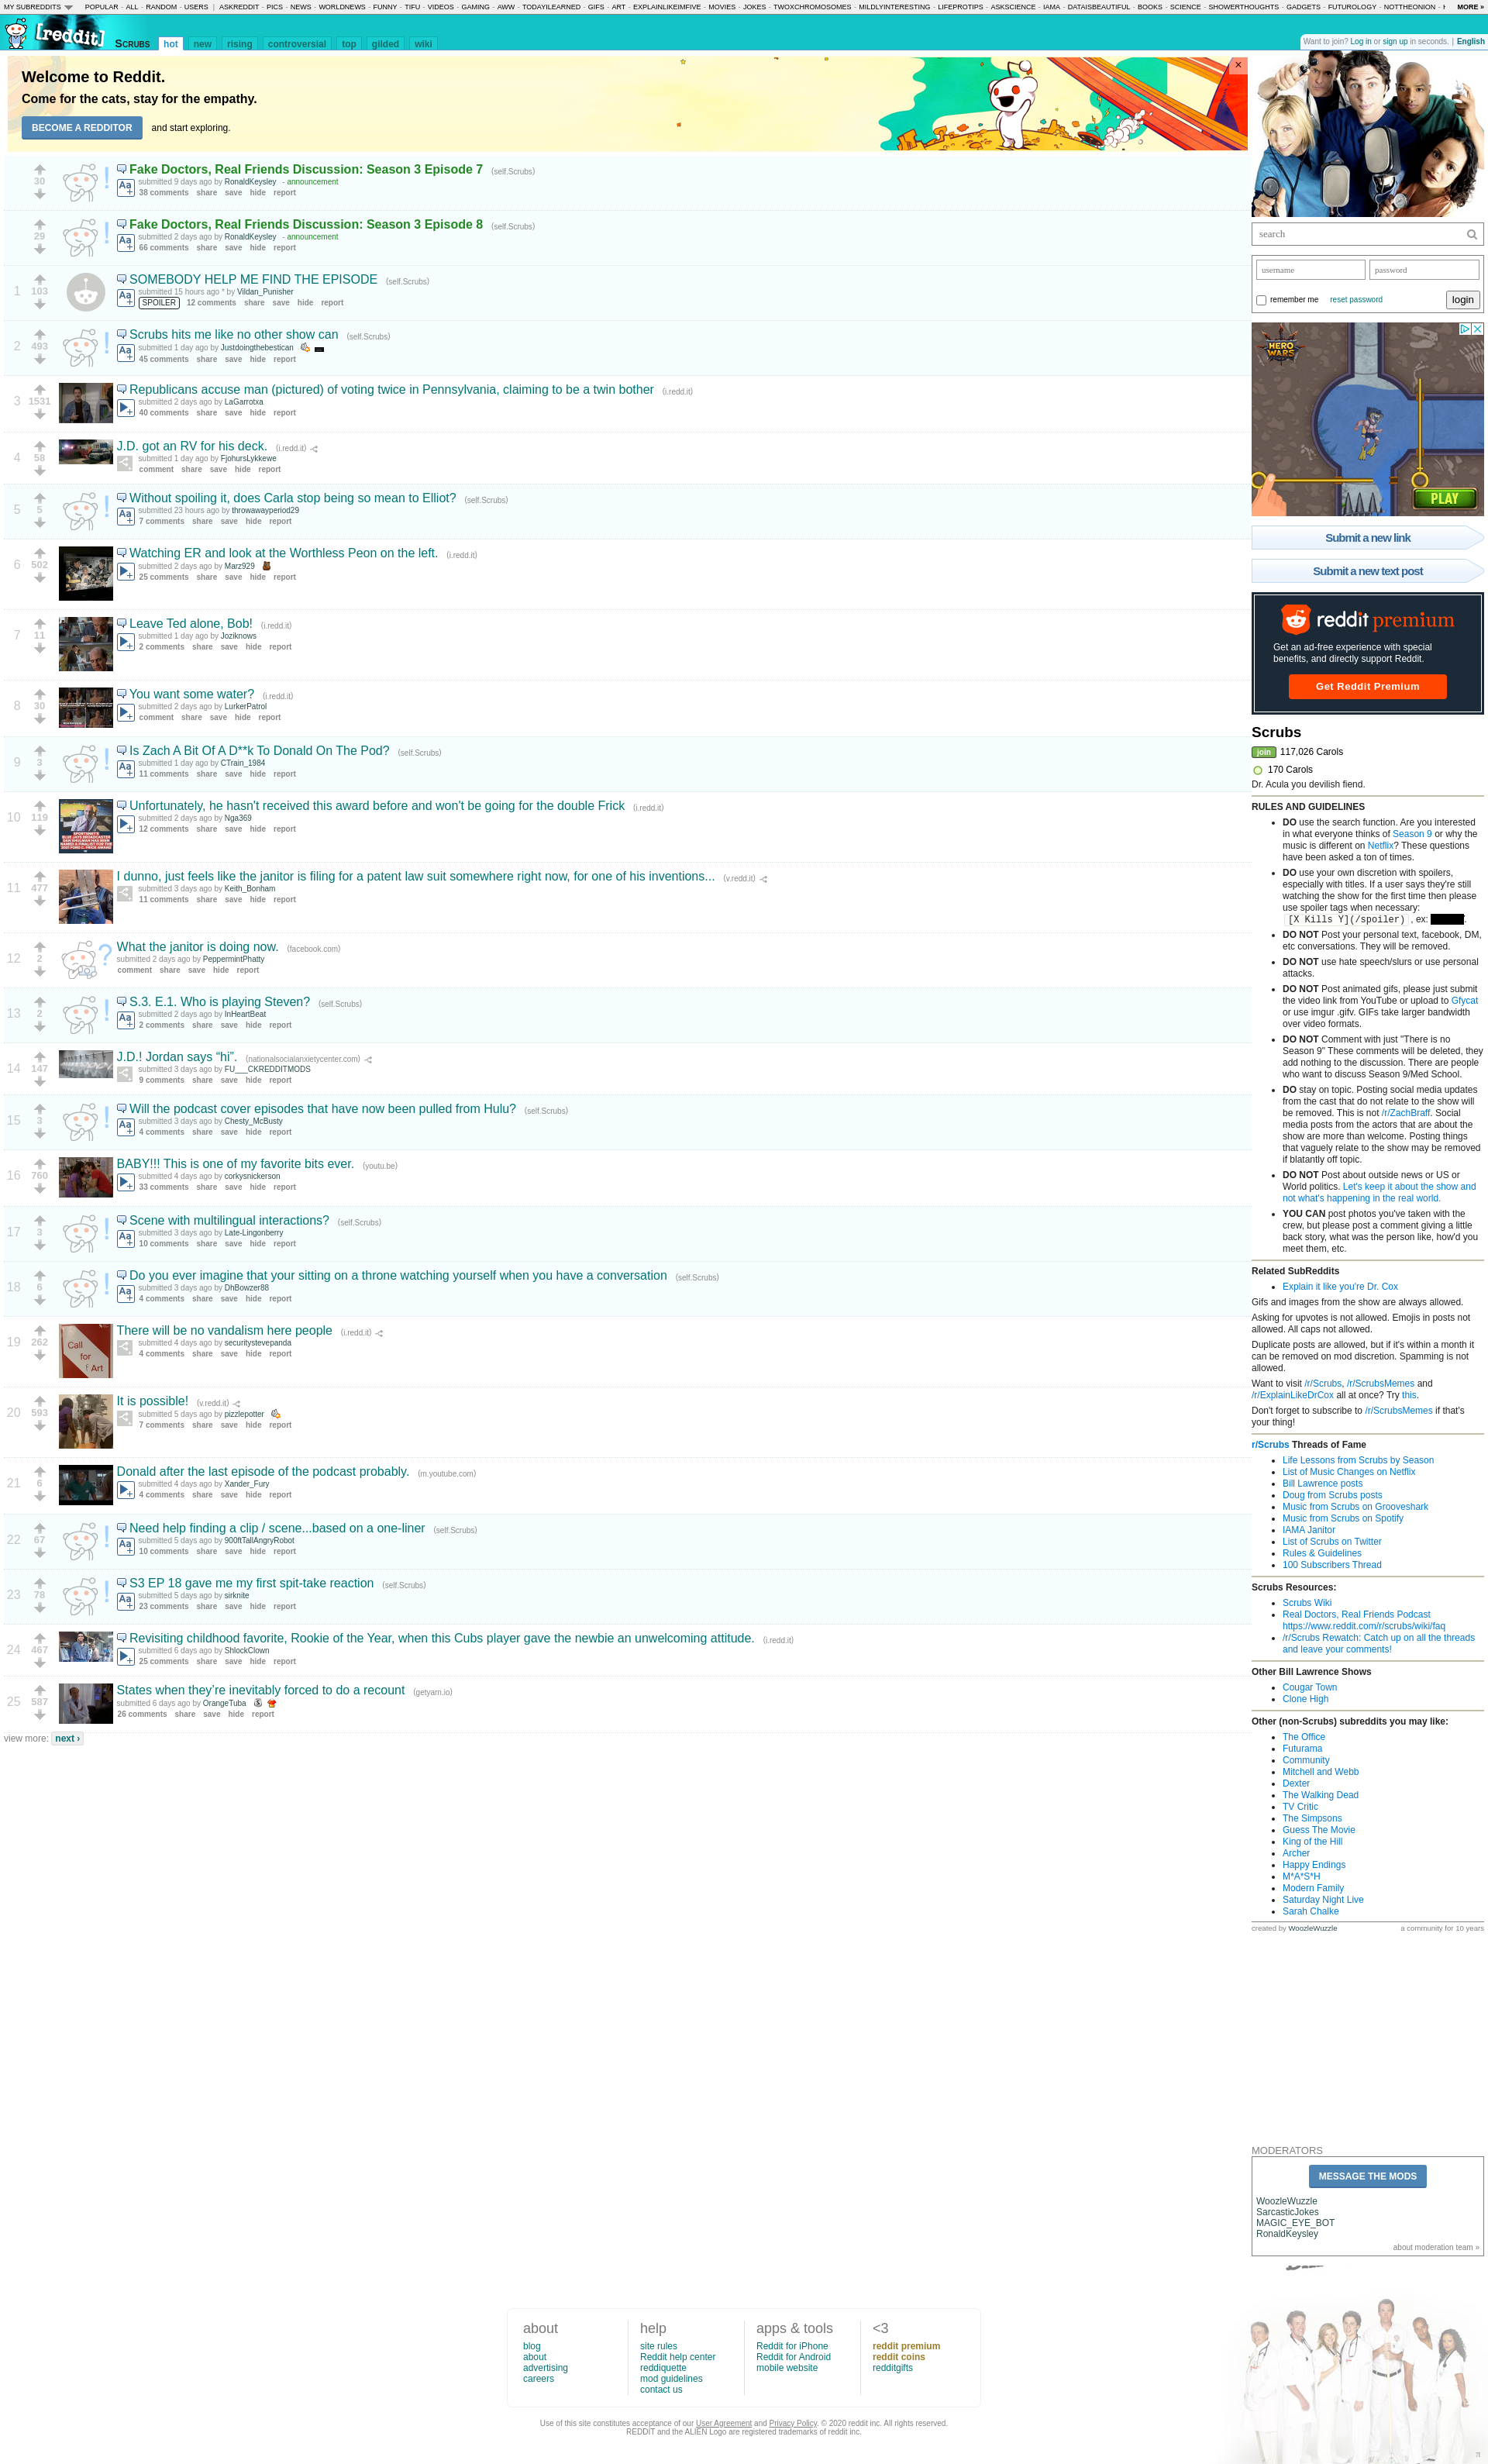 MY SUBREDDITS POPULAR - ALL - RANDOM - USERS | ASKREDDIT - PICS - NEWS - WORLDNEWS - FUNNY - TIFU - VIDEOS - GAMING - AWW - TODAYILEARNED - GIFS - ART - EXPLAINLIKEIMFIVE - MOVIES - JOKES - TWOXCHROMOSOMES - MILDLYINTERESTING - LIFEPROTIPS - ASKSCIENCE - IAMA - DATAISBEAUTIFUL - BOOKS - SCIENCE - SHOWERTHOUGHTS - GADGETS - FUTUROLOGY - NOTTHEONION - MORE »
[reddit] SCRUBS hot new rising controversial top gilded wiki
Want to join? Log in or sign up in seconds. | English
Welcome to Reddit.
Come for the cats, stay for the empathy.
BECOME A REDDITOR and start exploring.
30
Fake Doctors, Real Friends Discussion: Season 3 Episode 7 (self.Scrubs)
submitted 9 days ago by RonaldKeysley - announcement
38 comments share save hide report
29
Fake Doctors, Real Friends Discussion: Season 3 Episode 8 (self.Scrubs)
submitted 2 days ago by RonaldKeysley - announcement
66 comments share save hide report
1 103
SOMEBODY HELP ME FIND THE EPISODE (self.Scrubs)
submitted 15 hours ago * by Vildan_Punisher
SPOILER 12 comments share save hide report
2 493
Scrubs hits me like no other show can (self.Scrubs)
submitted 1 day ago by Justdoingthebestican
45 comments share save hide report
3 1531
Republicans accuse man (pictured) of voting twice in Pennsylvania, claiming to be a twin bother (i.redd.it)
submitted 2 days ago by LaGarrotxa
40 comments share save hide report
4 58
J.D. got an RV for his deck. (i.redd.it)
submitted 1 day ago by FjohursLykkewe
comment share save hide report
5 5
Without spoiling it, does Carla stop being so mean to Elliot? (self.Scrubs)
submitted 23 hours ago by throwawayperiod29
7 comments share save hide report
6 502
Watching ER and look at the Worthless Peon on the left. (i.redd.it)
submitted 2 days ago by Marz929
25 comments share save hide report
7 11
Leave Ted alone, Bob! (i.redd.it)
submitted 1 day ago by Joziknows
2 comments share save hide report
8 30
You want some water? (i.redd.it)
submitted 2 days ago by LurkerPatrol
comment share save hide report
9 3
Is Zach A Bit Of A D**k To Donald On The Pod? (self.Scrubs)
submitted 1 day ago by CTrain_1984
11 comments share save hide report
10 119
Unfortunately, he hasn't received this award before and won't be going for the double Frick (i.redd.it)
submitted 2 days ago by Nga369
12 comments share save hide report
11 477
I dunno, just feels like the janitor is filing for a patent law suit somewhere right now, for one of his inventions... (v.redd.it)
submitted 3 days ago by Keith_Bonham
11 comments share save hide report
12 2
What the janitor is doing now. (facebook.com)
submitted 2 days ago by PeppermintPhatty
comment share save hide report
13 2
S.3. E.1. Who is playing Steven? (self.Scrubs)
submitted 2 days ago by InHeartBeat
2 comments share save hide report
14 147
J.D.! Jordan says “hi”. (nationalsocialanxietycenter.com)
submitted 3 days ago by FU___CKREDDITMODS
9 comments share save hide report
15 3
Will the podcast cover episodes that have now been pulled from Hulu? (self.Scrubs)
submitted 3 days ago by Chesty_McBusty
4 comments share save hide report
16 760
BABY!!! This is one of my favorite bits ever. (youtu.be)
submitted 4 days ago by corkysnickerson
33 comments share save hide report
17 3
Scene with multilingual interactions? (self.Scrubs)
submitted 3 days ago by Late-Lingonberry
10 comments share save hide report
18 6
Do you ever imagine that your sitting on a throne watching yourself when you have a conversation (self.Scrubs)
submitted 3 days ago by DhBowzer88
4 comments share save hide report
19 262
Call for Art
There will be no vandalism here people (i.redd.it)
submitted 4 days ago by securitystevepanda
4 comments share save hide report
20 593
It is possible! (v.redd.it)
submitted 5 days ago by pizzlepotter
7 comments share save hide report
21 6
Donald after the last episode of the podcast probably. (m.youtube.com)
submitted 4 days ago by Xander_Fury
4 comments share save hide report
22 67
Need help finding a clip / scene...based on a one-liner (self.Scrubs)
submitted 5 days ago by 900ftTallAngryRobot
10 comments share save hide report
23 78
S3 EP 18 gave me my first spit-take reaction (self.Scrubs)
submitted 5 days ago by sirknite
23 comments share save hide report
24 467
Revisiting childhood favorite, Rookie of the Year, when this Cubs player gave the newbie an unwelcoming attitude. (i.redd.it)
submitted 6 days ago by ShlockClown
25 comments share save hide report
25 587
States when they’re inevitably forced to do a recount (getyarn.io)
submitted 6 days ago by OrangeTuba
26 comments share save hide report
view more: next ›
search
username password
remember me reset password login
HERO WARS
PLAY
Submit a new link
Submit a new text post
reddit premium
Get an ad-free experience with special
benefits, and directly support Reddit.
Get Reddit Premium
Scrubs
join 117,026 Carols
170 Carols
Dr. Acula you devilish fiend.
RULES AND GUIDELINES
DO use the search function. Are you interested
in what everyone thinks of Season 9 or why the
music is different on Netflix? These questions
have been asked a ton of times.
DO use your own discretion with spoilers,
especially with titles. If a user says they're still
watching the show for the first time then please
use spoiler tags when necessary:
[X Kills Y](/spoiler) , ex:
DO NOT Post your personal text, facebook, DM,
etc conversations. They will be removed.
DO NOT use hate speech/slurs or use personal
attacks.
DO NOT Post animated gifs, please just submit
the video link from YouTube or upload to Gfycat
or use imgur .gifv. GIFs take larger bandwidth
over video formats.
DO NOT Comment with just "There is no
Season 9" These comments will be deleted, they
add nothing to the discussion. There are people
who want to discuss Season 9/Med School.
DO stay on topic. Posting social media updates
from the cast that do not relate to the show will
be removed. This is not /r/ZachBraff. Social
media posts from the actors that are about the
show are more than welcome. Posting things
that vaguely relate to the show may be removed
if blatantly off topic.
DO NOT Post about outside news or US or
World politics. Let's keep it about the show and
not what's happening in the real world.
YOU CAN post photos you've taken with the
crew, but please post a comment giving a little
back story, what was the person like, how'd you
meet them, etc.
Related SubReddits
Explain it like you're Dr. Cox
Gifs and images from the show are always allowed.
Asking for upvotes is not allowed. Emojis in posts not
allowed. All caps not allowed.
Duplicate posts are allowed, but if it's within a month it
can be removed on mod discretion. Spamming is not
allowed.
Want to visit /r/Scrubs, /r/ScrubsMemes and
/r/ExplainLikeDrCox all at once? Try this.
Don't forget to subscribe to /r/ScrubsMemes if that's
your thing!
r/Scrubs Threads of Fame
Life Lessons from Scrubs by Season
List of Music Changes on Netflix
Bill Lawrence posts
Doug from Scrubs posts
Music from Scrubs on Grooveshark
Music from Scrubs on Spotify
IAMA Janitor
List of Scrubs on Twitter
Rules & Guidelines
100 Subscribers Thread
Scrubs Resources:
Scrubs Wiki
Real Doctors, Real Friends Podcast
https://www.reddit.com/r/scrubs/wiki/faq
/r/Scrubs Rewatch: Catch up on all the threads
and leave your comments!
Other Bill Lawrence Shows
Cougar Town
Clone High
Other (non-Scrubs) subreddits you may like:
The Office
Futurama
Community
Mitchell and Webb
Dexter
The Walking Dead
TV Critic
The Simpsons
Guess The Movie
King of the Hill
Archer
Happy Endings
M*A*S*H
Modern Family
Saturday Night Live
Sarah Chalke
created by WoozleWuzzle a community for 10 years
MODERATORS
MESSAGE THE MODS
WoozleWuzzle
SarcasticJokes
MAGIC_EYE_BOT
RonaldKeysley
about moderation team »
about
blog
about
advertising
careers
help
site rules
Reddit help center
reddiquette
mod guidelines
contact us
apps & tools
Reddit for iPhone
Reddit for Android
mobile website
<3
reddit premium
reddit coins
redditgifts
Use of this site constitutes acceptance of our User Agreement and Privacy Policy. © 2020 reddit inc. All rights reserved.
REDDIT and the ALIEN Logo are registered trademarks of reddit inc.
π